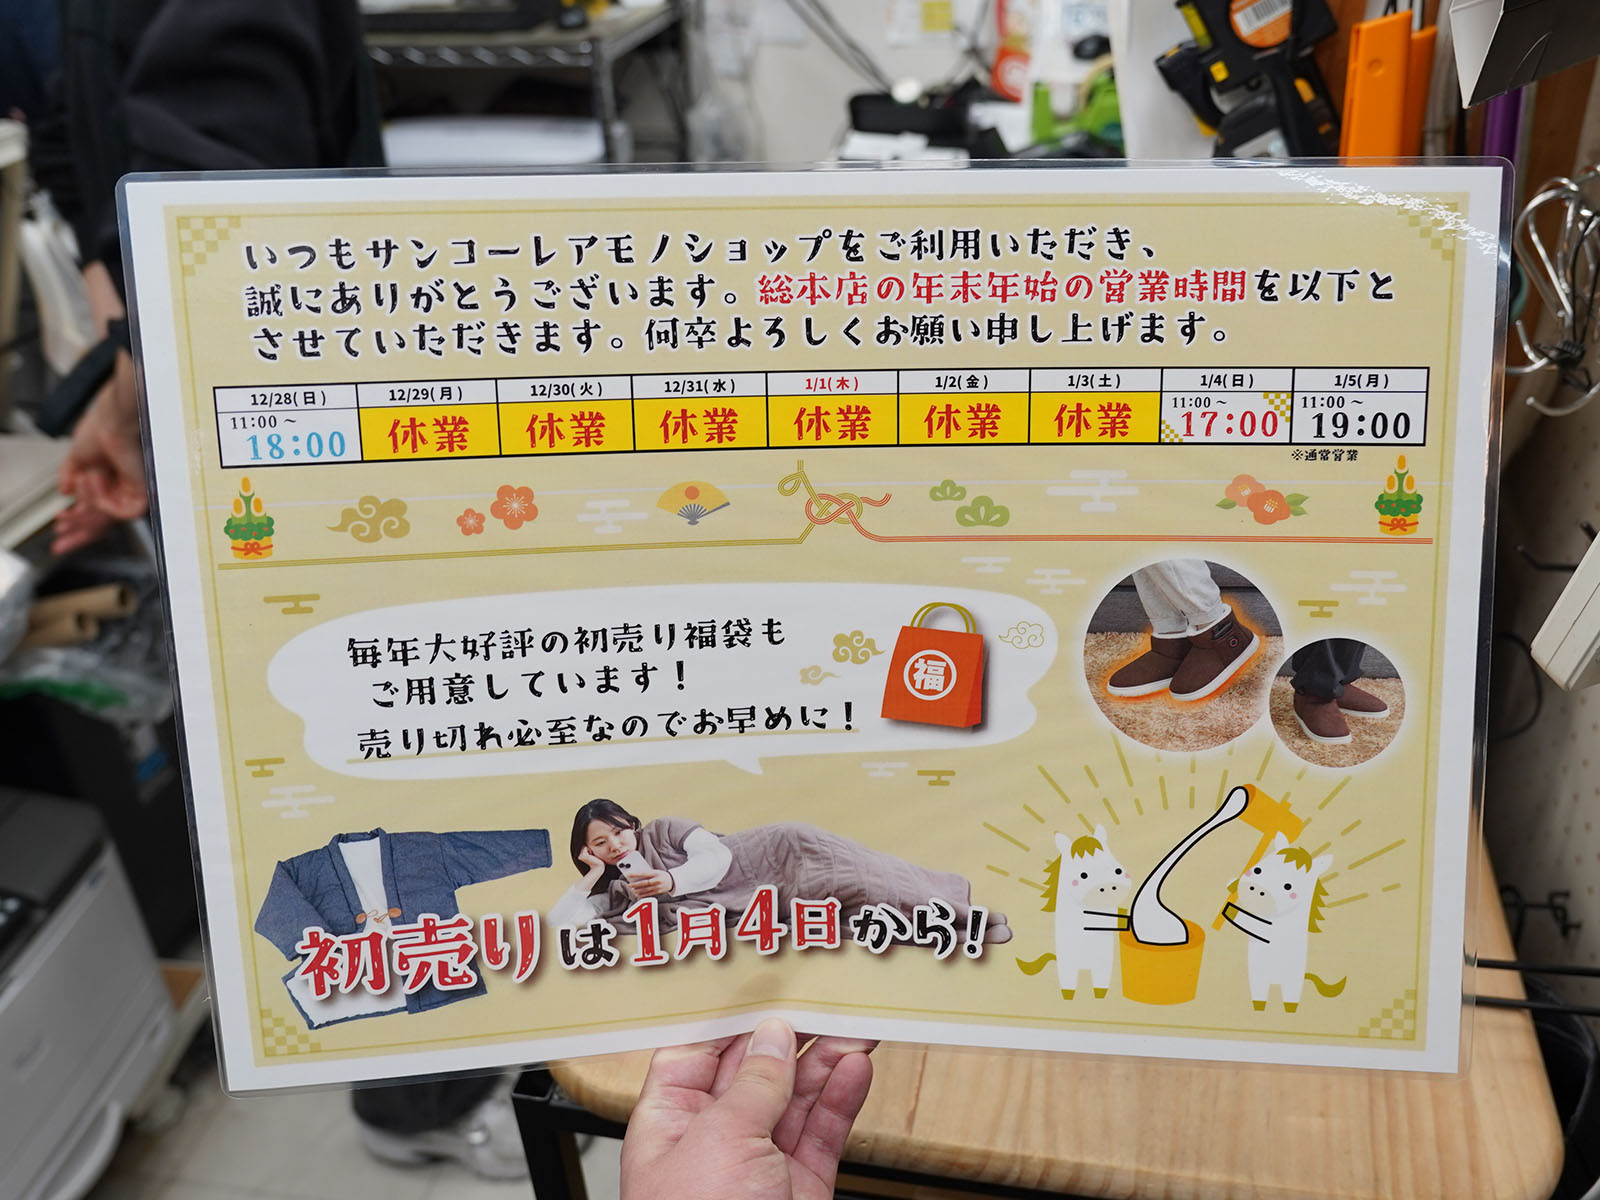 いつもサンコーレアモノショップをご利用いただき、
誠にありがとうございます。総本店の年末年始の営業時間を以下と
させていただきます。何卒よろしくお願い申し上げます。
12/28(日) 12/29(月) 12/30(火) 12/31(水) 1/1(木) 1/2(金) 1/3(土) 1/4(日) 1/5(月)
11:00～ 18:00 休業 休業 休業 休業 休業 休業 11:00～ 17:00 11:00～ 19:00
※通常営業
毎年大好評の初売り福袋も
ご用意しています！
売り切れ必至なのでお早めに！
福
初売りは1月4日から！